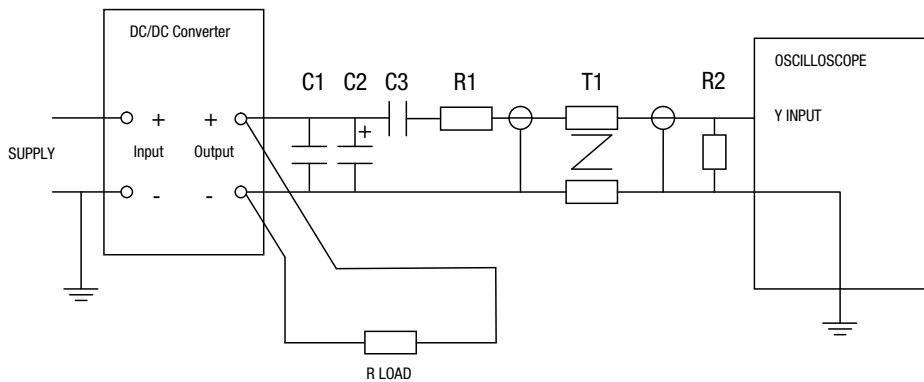 DC/DC Converter
OSCILLOSCOPE
C1 C2 C3 R1 T1 R2
Y INPUT
+ + +
+
SUPPLY
Input Output
- -
R LOAD